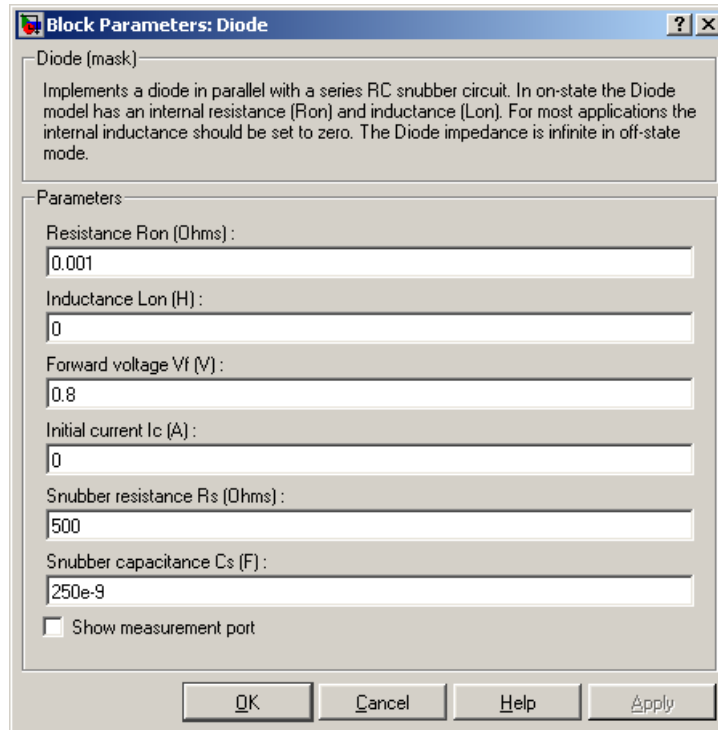 Block Parameters: Diode
Diode (mask)
Implements a diode in parallel with a series RC snubber circuit. In on-state the Diode
model has an internal resistance (Ron) and inductance (Lon). For most applications the
internal inductance should be set to zero. The Diode impedance is infinite in off-state
mode.
Parameters
Resistance Ron (Ohms) :
0.001
Inductance Lon (H) :
0
Forward voltage Vf (V) :
0.8
Initial current Ic (A) :
0
Snubber resistance Rs (Ohms) :
500
Snubber capacitance Cs (F) :
250e-9
Show measurement port
OK Cancel Help Apply